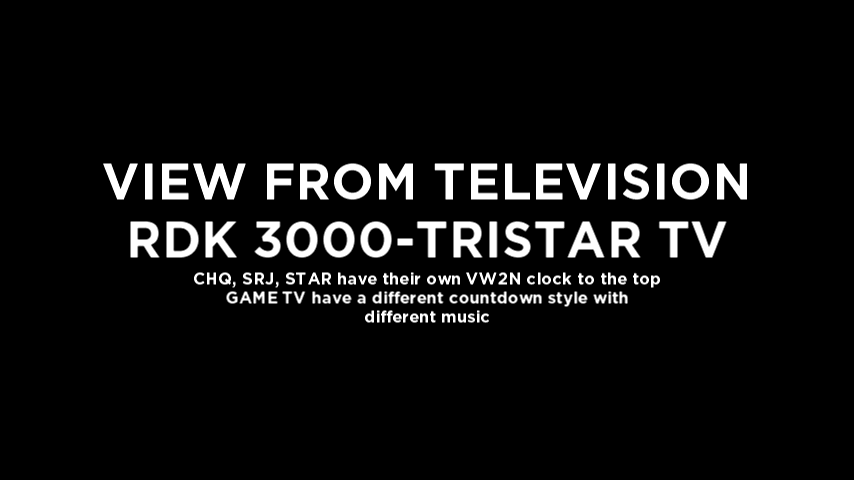 VIEW FROM TELEVISION
RDK 3000-TRISTAR TV
CHQ, SRJ, STAR have their own VW2N clock to the top
GAME TV have a different countdown style with
different music